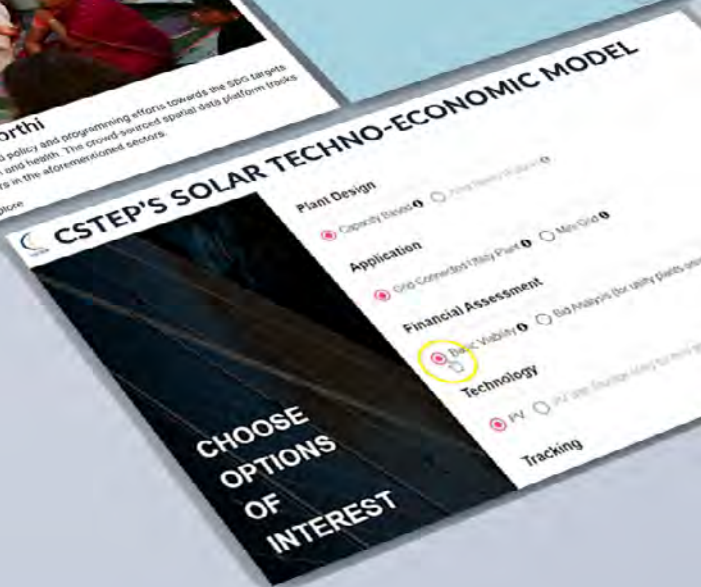 orthi
policy and programming efforts towards the SDG targets
and health. The crowd-sourced spatial data platform tracks
rs in the aforementioned sectors.
plore
CSTEP'S SOLAR TECHNO-ECONOMIC MODEL
Plant Design
Capacity Based
Application
Grid Connected Utility Plant Mini Grid
Financial Assessment
Basic Viability Bid Analysis (for utility plants
Technology
PV
Tracking
CHOOSE
OPTIONS
OF
INTEREST